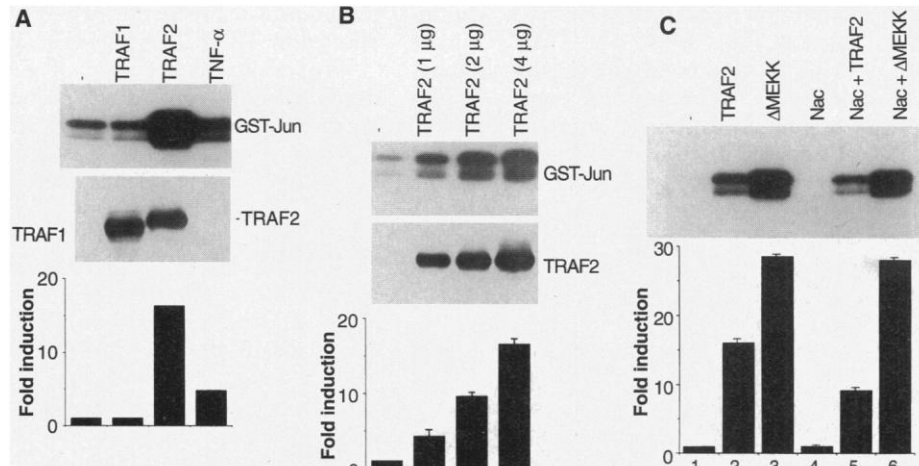 A
TRAF1
TRAF2
TNF-α
GST-Jun
TRAF1
-TRAF2
Fold induction
20
10
0
B
TRAF2 (1 µg)
TRAF2 (2 µg)
TRAF2 (4 µg)
GST-Jun
TRAF2
Fold induction
20
10
0
C
TRAF2
ΔMEKK
Nac
Nac + TRAF2
Nac + ΔMEKK
Fold induction
30
20
10
0
1 2 3 4 5 6